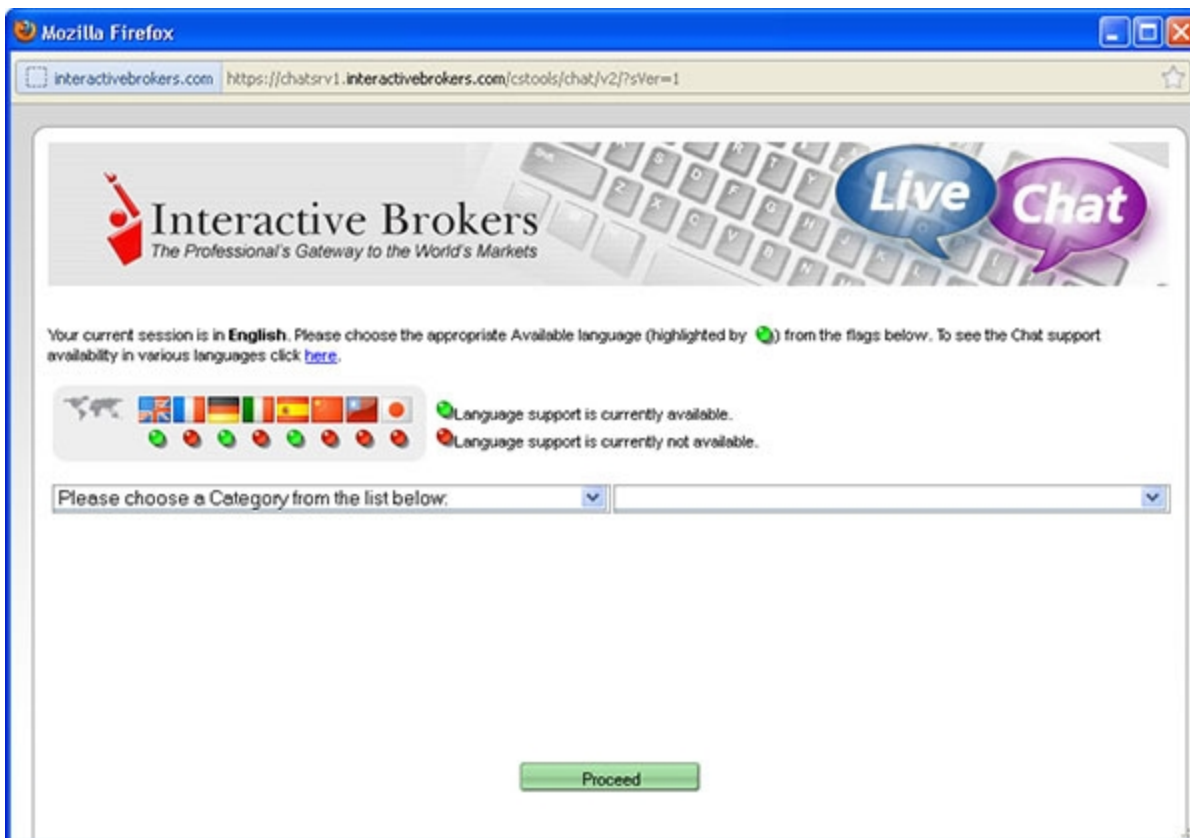 Mozilla Firefox
interactivebrokers.com https://chatsrv1.interactivebrokers.com/cstools/chat/v2/?sVer=1
Live Chat
Interactive Brokers
The Professional's Gateway to the World's Markets
Your current session is in English. Please choose the appropriate Available language (highlighted by ) from the flags below. To see the Chat support
availability in various languages click here.
Language support is currently available.
Language support is currently not available.
Please choose a Category from the list below:
Proceed